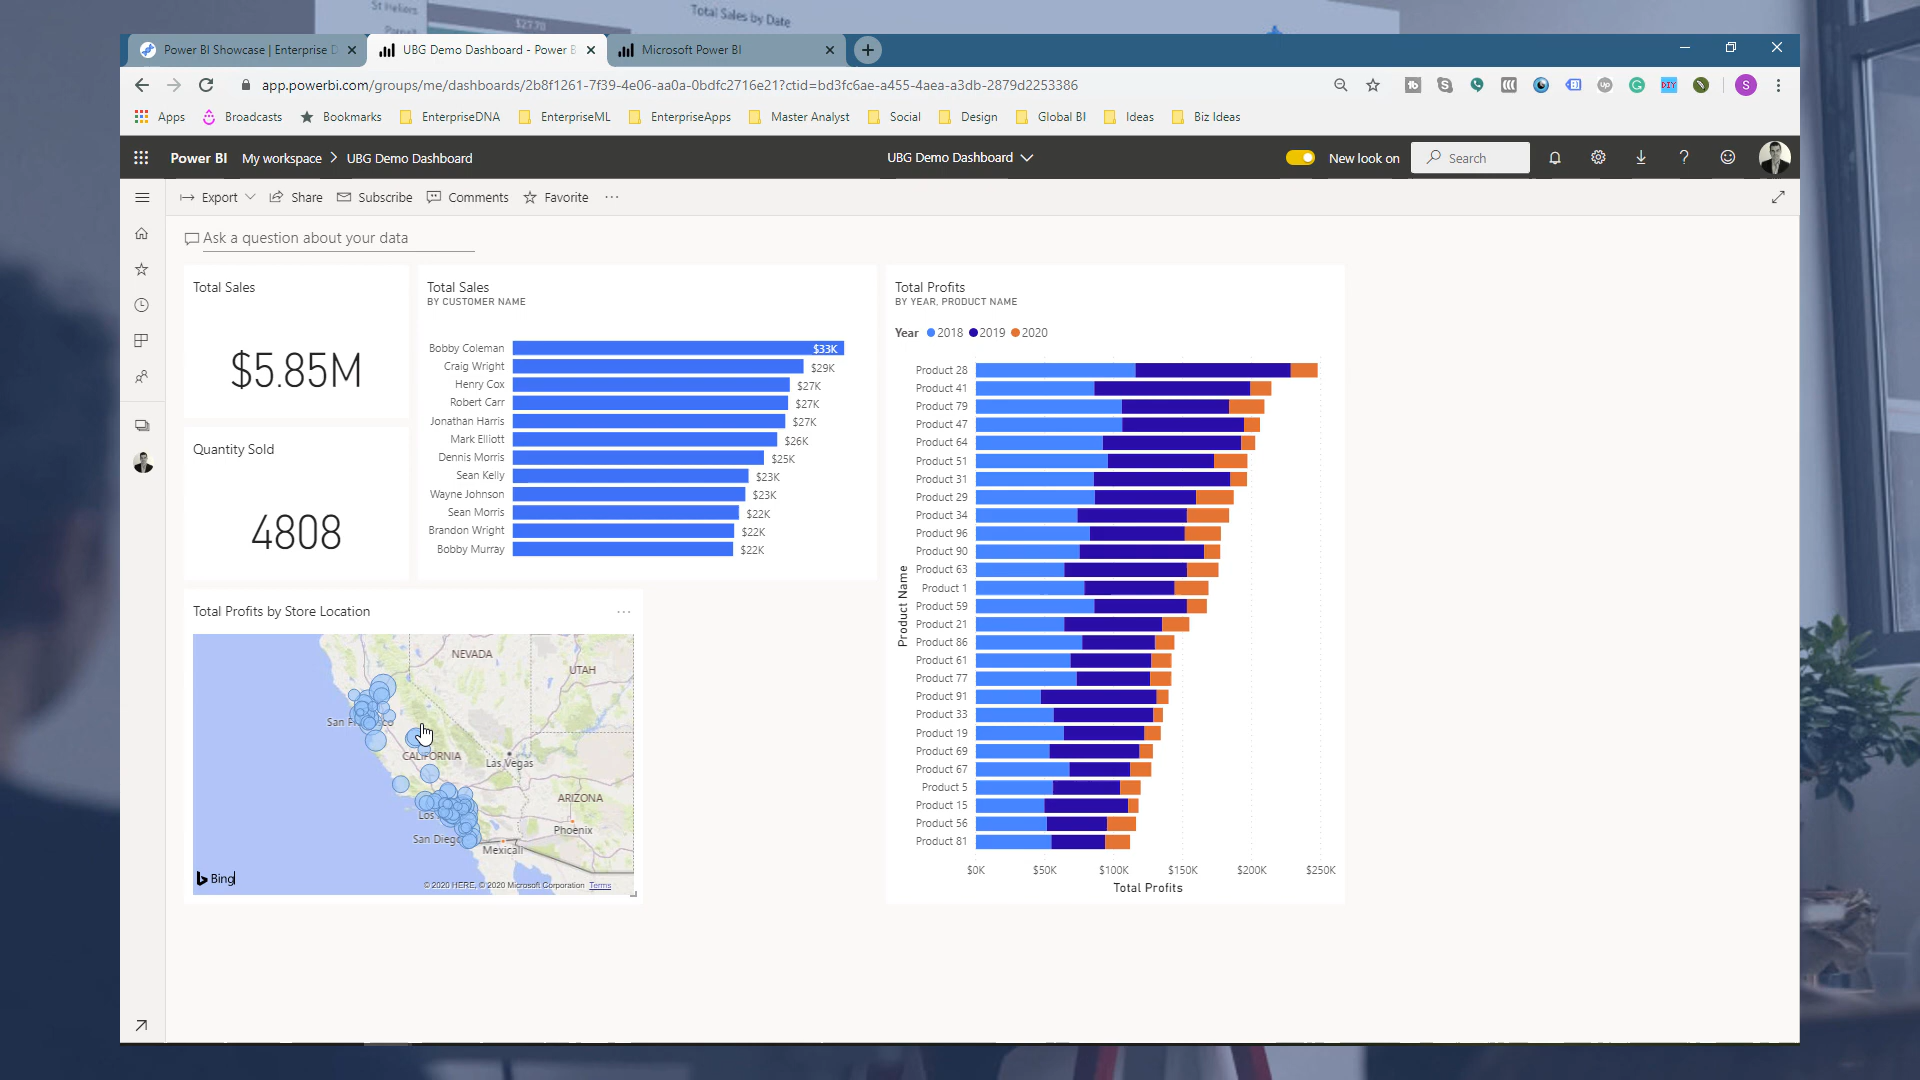 St Heliers
$27.70
Total Sales by Date
Power BI Showcase | Enterprise D
UBG Demo Dashboard - Power B
Microsoft Power BI
app.powerbi.com/groups/me/dashboards/2b8f1261-7f39-4e06-aa0a-0bdfc2716e21?ctid=bd3fc6ae-a455-4aea-a3db-2879d2253386
Apps Broadcasts Bookmarks EnterpriseDNA EnterpriseML EnterpriseApps Master Analyst Social Design Global BI Ideas Biz Ideas
Power BI My workspace > UBG Demo Dashboard
UBG Demo Dashboard
New look on
Search
Export Share Subscribe Comments Favorite ...
Ask a question about your data
Total Sales
$5.85M
Quantity Sold
4808
Total Sales
BY CUSTOMER NAME
Bobby Coleman $33K
Craig Wright $29K
Henry Cox $27K
Robert Carr $27K
Jonathan Harris $27K
Mark Elliott $26K
Dennis Morris $25K
Sean Kelly $23K
Wayne Johnson $23K
Sean Morris $22K
Brandon Wright $22K
Bobby Murray $22K
Total Profits by Store Location
NEVADA
UTAH
San F
CALIFORNIA
Las Vegas
ARIZONA
Los
Phoenix
San Diego
Mexicali
Bing
© 2020 HERE, © 2020 Microsoft Corporation Terms
Total Profits
BY YEAR, PRODUCT NAME
Year 2018 2019 2020
Product Name
Product 28
Product 41
Product 79
Product 47
Product 64
Product 51
Product 31
Product 29
Product 34
Product 96
Product 90
Product 63
Product 1
Product 59
Product 21
Product 86
Product 61
Product 77
Product 91
Product 33
Product 19
Product 69
Product 67
Product 5
Product 15
Product 56
Product 81
$0K $50K $100K $150K $200K $250K
Total Profits